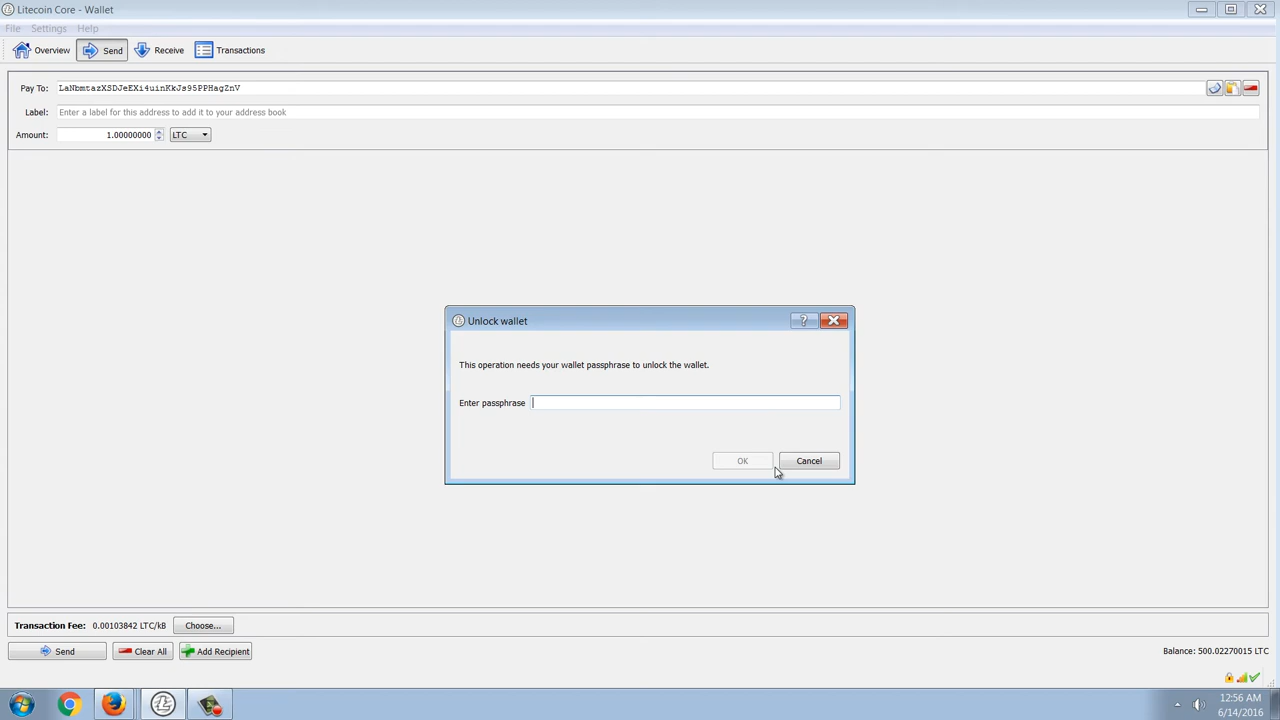 Litecoin Core - Wallet
File Settings Help
Overview Send Receive Transactions
Pay To: LaNbmtazXSDJeEXi4uinKkJs95PPHagZnV
Label: Enter a label for this address to add it to your address book
Amount: 1.00000000 LTC
Unlock wallet
This operation needs your wallet passphrase to unlock the wallet.
Enter passphrase
OK Cancel
Transaction Fee: 0.00103842 LTC/kB Choose...
Send Clear All Add Recipient Balance: 500.02270015 LTC
12:56 AM
6/14/2016